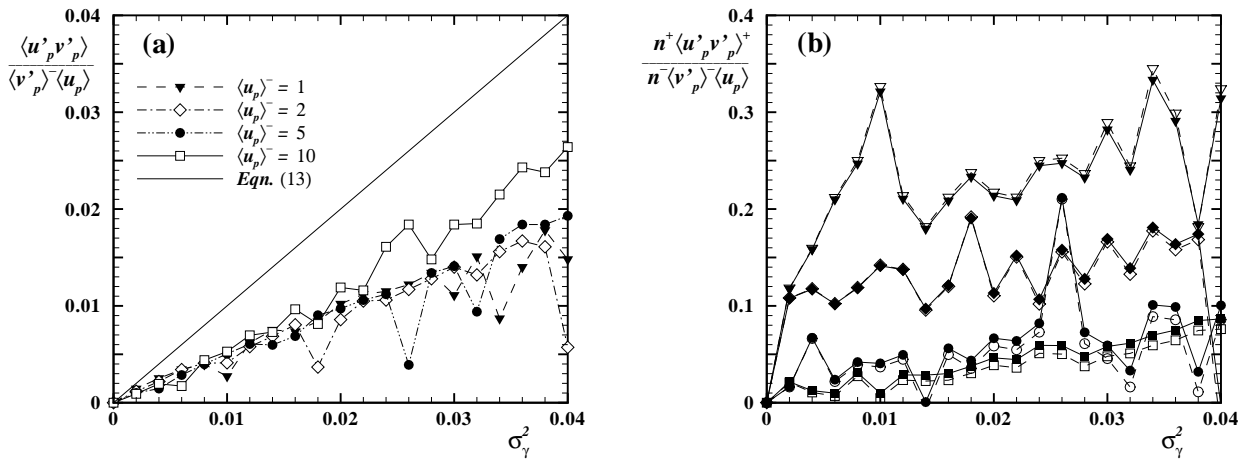 (a)
⟨u'ₚv'ₚ⟩
⟨v'ₚ⟩⁻⟨uₚ⟩
0.04
0.03
0.02
0.01
0
⟨uₚ⟩⁻ = 1
⟨uₚ⟩⁻ = 2
⟨uₚ⟩⁻ = 5
⟨uₚ⟩⁻ = 10
Eqn. (13)
0 0.01 0.02 0.03 0.04
σ²ᵧ
(b)
n⁺⟨u'ₚv'ₚ⟩⁺
n⁻⟨v'ₚ⟩⁻⟨uₚ⟩
0.4
0.3
0.2
0.1
0
0 0.01 0.02 0.03 0.04
σ²ᵧ